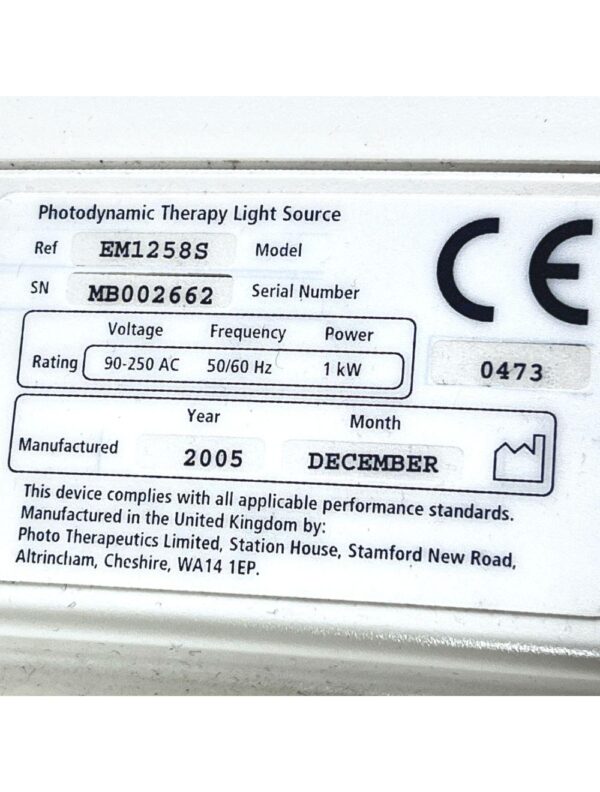 Photodynamic Therapy Light Source
Ref EM1258S Model
SN MB002662 Serial Number
CE
Voltage Frequency Power
Rating 90-250 AC 50/60 Hz 1 kW
0473
Year Month
Manufactured 2005 DECEMBER
This device complies with all applicable performance standards.
Manufactured in the United Kingdom by:
Photo Therapeutics Limited, Station House, Stamford New Road,
Altrincham, Cheshire, WA14 1EP.